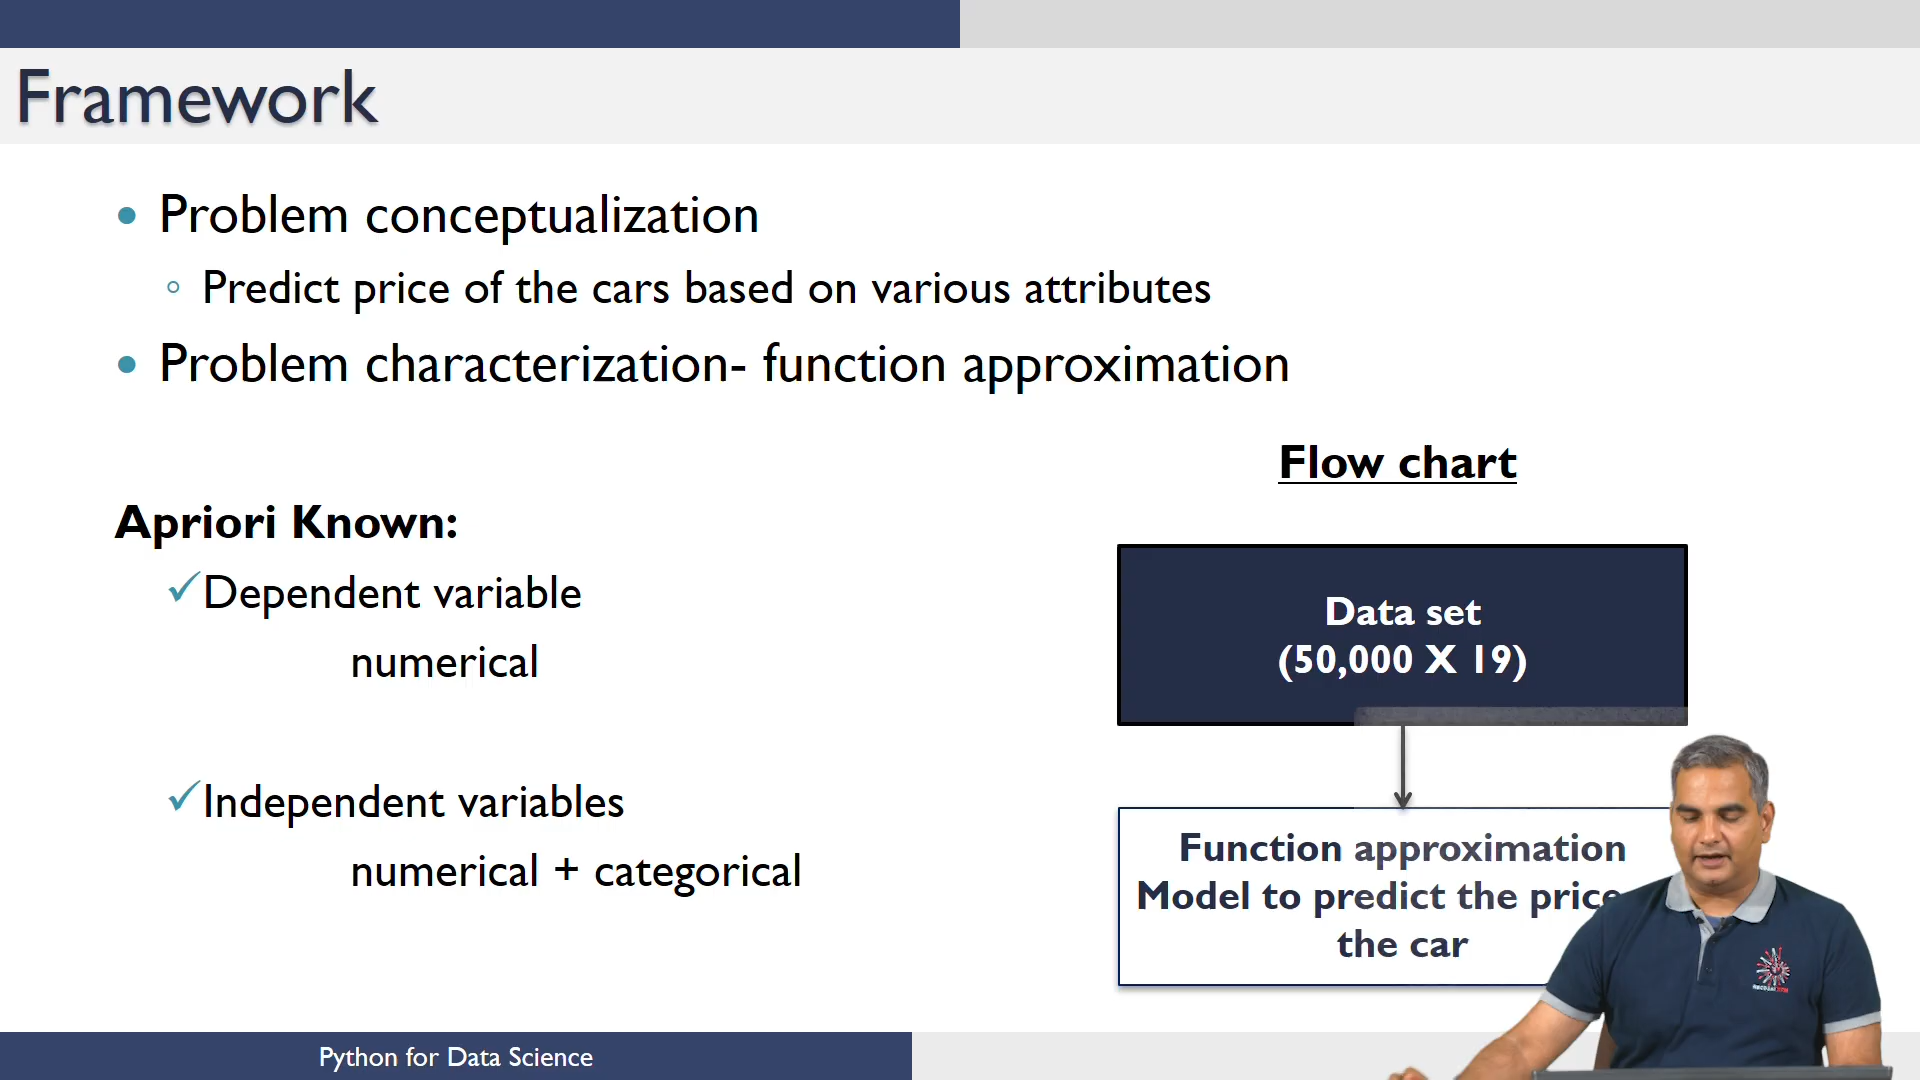 Framework
Problem conceptualization
Predict price of the cars based on various attributes
Problem characterization- function approximation
Apriori Known:
✓Dependent variable
numerical
✓Independent variables
numerical + categorical
Flow chart
Data set
(50,000 X 19)
Function approximation
Model to predict the price
the car
Python for Data Science